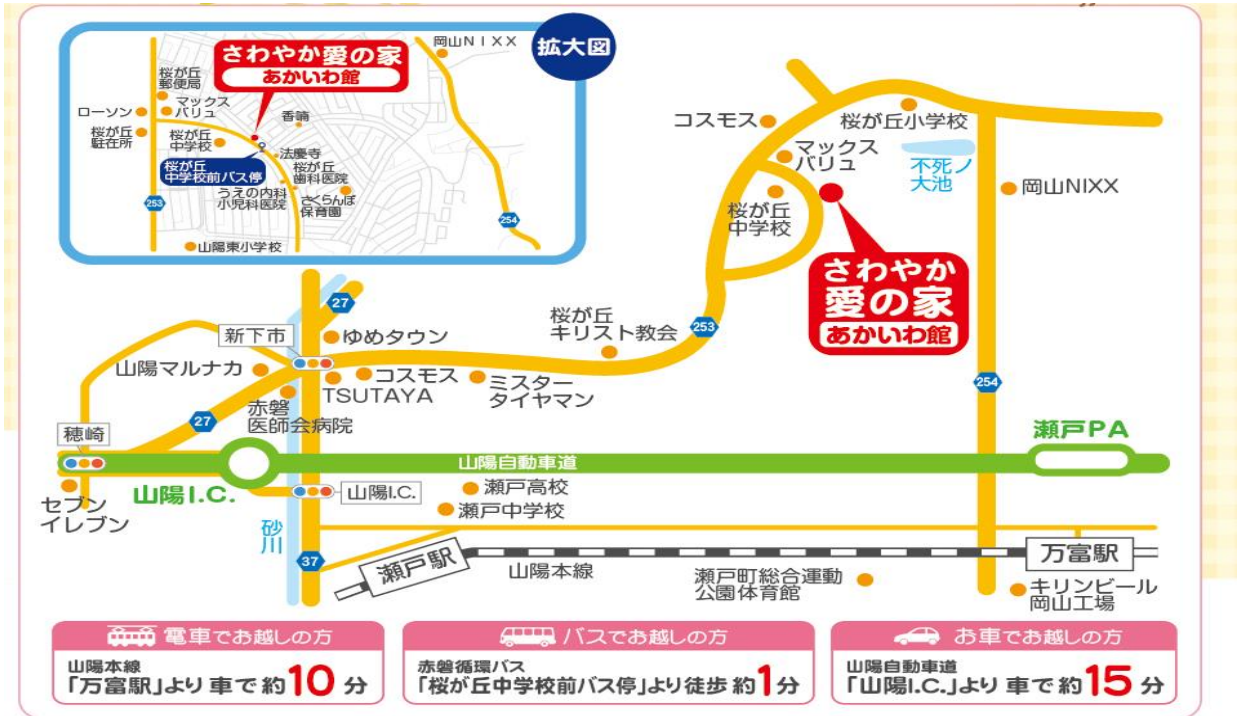 拡大図
岡山NIXX
さわやか愛の家
あかいわ館
桜が丘
郵便局
マックス
バリュ
ローソン
桜が丘
駐在所
桜が丘
中学校
香喃
桜が丘
中学校前バス停
法慶寺
桜が丘
歯科医院
うえの内科
小児科医院
さくらんぼ
保育園
253
254
山陽東小学校
コスモス
桜が丘小学校
マックス
バリュ
不死ノ
大池
岡山NIXX
桜が丘
中学校
さわやか
愛の家
あかいわ館
27
新下市
ゆめタウン
桜が丘
キリスト教会
253
山陽マルナカ
コスモス
TSUTAYA
ミスター
タイヤマン
254
赤磐
医師会病院
27
穂崎
瀬戸PA
山陽自動車道
山陽I.C.
山陽I.C.
瀬戸高校
瀬戸中学校
セブン
イレブン
砂川
37
瀬戸駅
山陽本線
瀬戸町総合運動
公園体育館
万富駅
キリンビール
岡山工場
電車でお越しの方
山陽本線
「万富駅」より 車で約10分
バスでお越しの方
赤磐循環バス
「桜が丘中学校前バス停」より徒歩 約1分
お車でお越しの方
山陽自動車道
「山陽I.C.」より 車で約15分